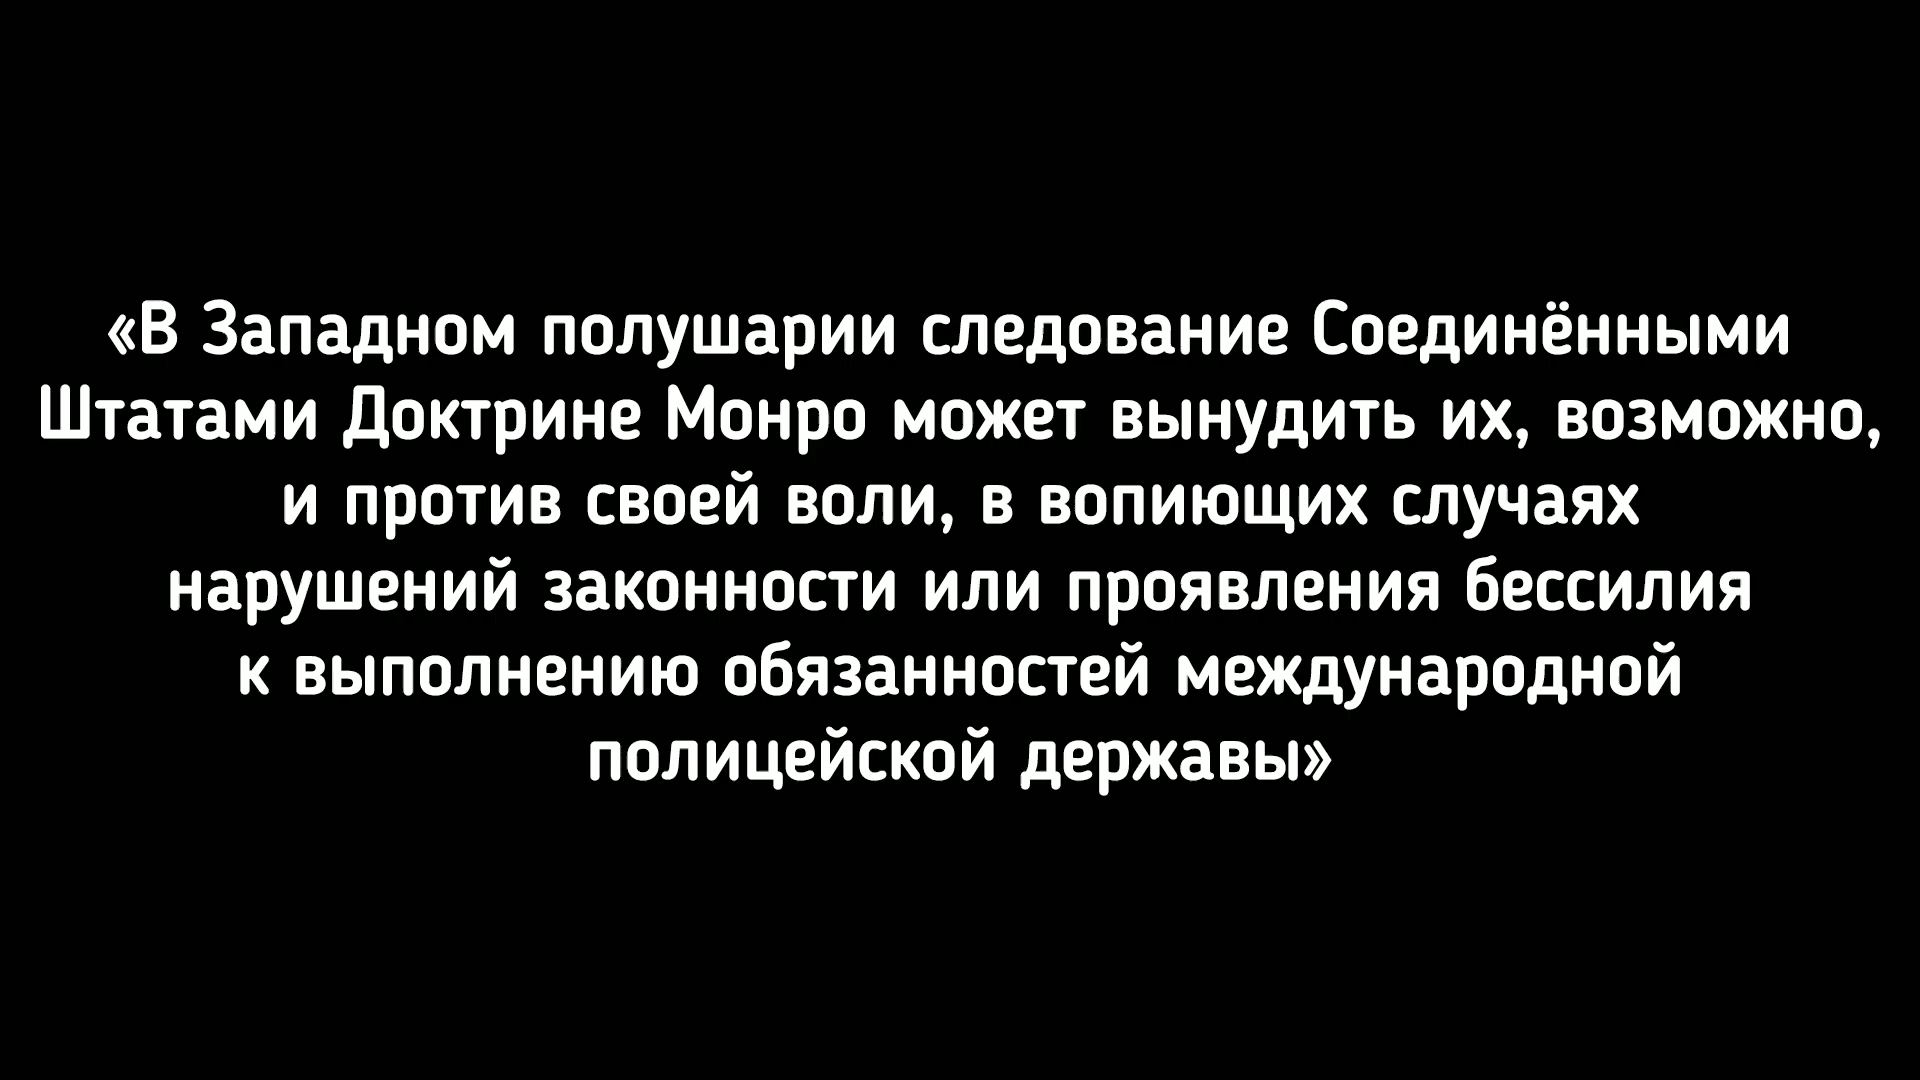 «В Западном полушарии следование Соединёнными
Штатами Доктрине Монро может вынудить их, возможно,
и против своей воли, в вопиющих случаях
нарушений законности или проявления бессилия
к выполнению обязанностей международной
полицейской державы»